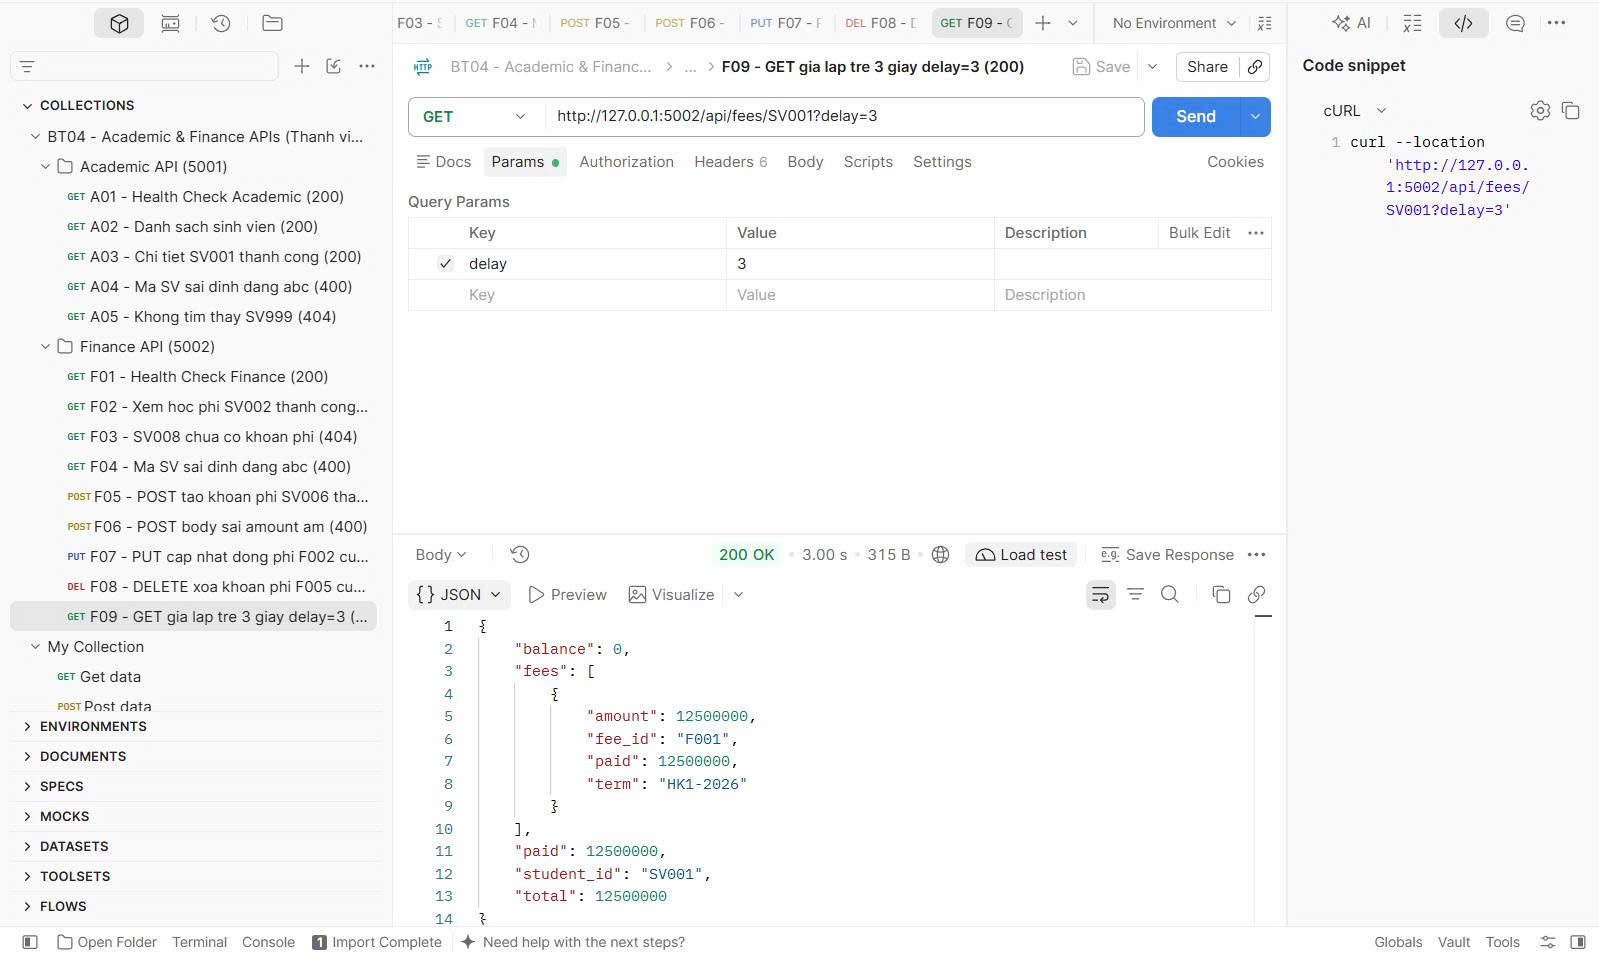 F03 - S
GET F04 - M
POST F05 -
POST F06 -
PUT F07 - F
DEL F08 - D
GET F09 - G
No Environment
AI
BT04 - Academic & Financ... > ... > F09 - GET gia lap tre 3 giay delay=3 (200)
Save
Share
Code snippet
COLLECTIONS
BT04 - Academic & Finance APIs (Thanh vi...
Academic API (5001)
GET A01 - Health Check Academic (200)
GET A02 - Danh sach sinh vien (200)
GET A03 - Chi tiet SV001 thanh cong (200)
GET A04 - Ma SV sai dinh dang abc (400)
GET A05 - Khong tim thay SV999 (404)
Finance API (5002)
GET F01 - Health Check Finance (200)
GET F02 - Xem hoc phi SV002 thanh cong...
GET F03 - SV008 chua co khoan phi (404)
GET F04 - Ma SV sai dinh dang abc (400)
POST F05 - POST tao khoan phi SV006 tha...
POST F06 - POST body sai amount am (400)
PUT F07 - PUT cap nhat dong phi F002 cu...
DEL F08 - DELETE xoa khoan phi F005 cu...
GET F09 - GET gia lap tre 3 giay delay=3 (...
My Collection
GET Get data
POST Post data
ENVIRONMENTS
DOCUMENTS
SPECS
MOCKS
DATASETS
TOOLSETS
FLOWS
GET http://127.0.0.1:5002/api/fees/SV001?delay=3
Send
Docs Params Authorization Headers 6 Body Scripts Settings Cookies
Query Params
Key Value Description Bulk Edit
delay 3
Key Value Description
Body 200 OK • 3.00 s • 315 B Load test e.g. Save Response
{ } JSON Preview Visualize
1 {
2 "balance": 0,
3 "fees": [
4 {
5 "amount": 12500000,
6 "fee_id": "F001",
7 "paid": 12500000,
8 "term": "HK1-2026"
9 }
10 ],
11 "paid": 12500000,
12 "student_id": "SV001",
13 "total": 12500000
14 }
cURL
1 curl --location
'http://127.0.0.
1:5002/api/fees/
SV001?delay=3'
Open Folder Terminal Console 1 Import Complete Need help with the next steps? Globals Vault Tools